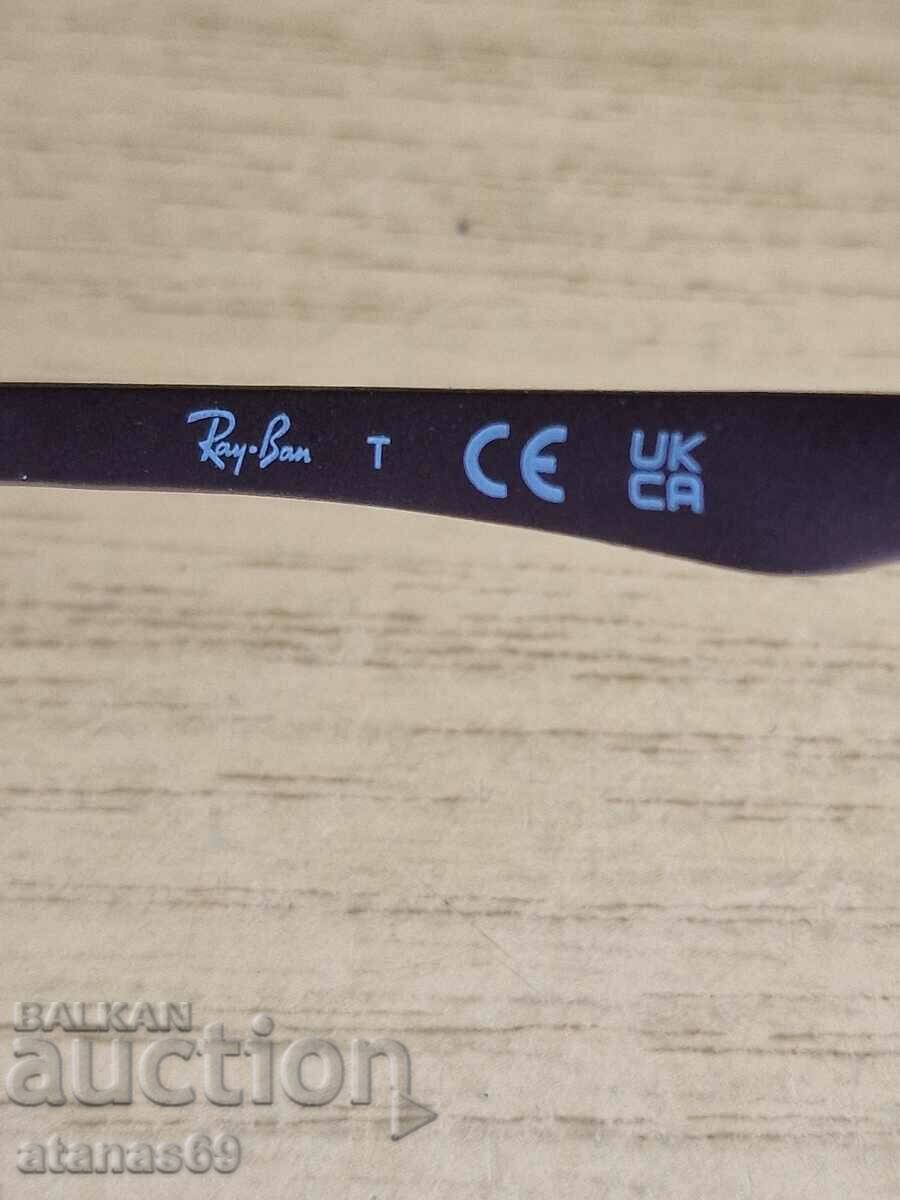 Ray-Ban T CE UK
CA
BALKAN
auction
atanas69